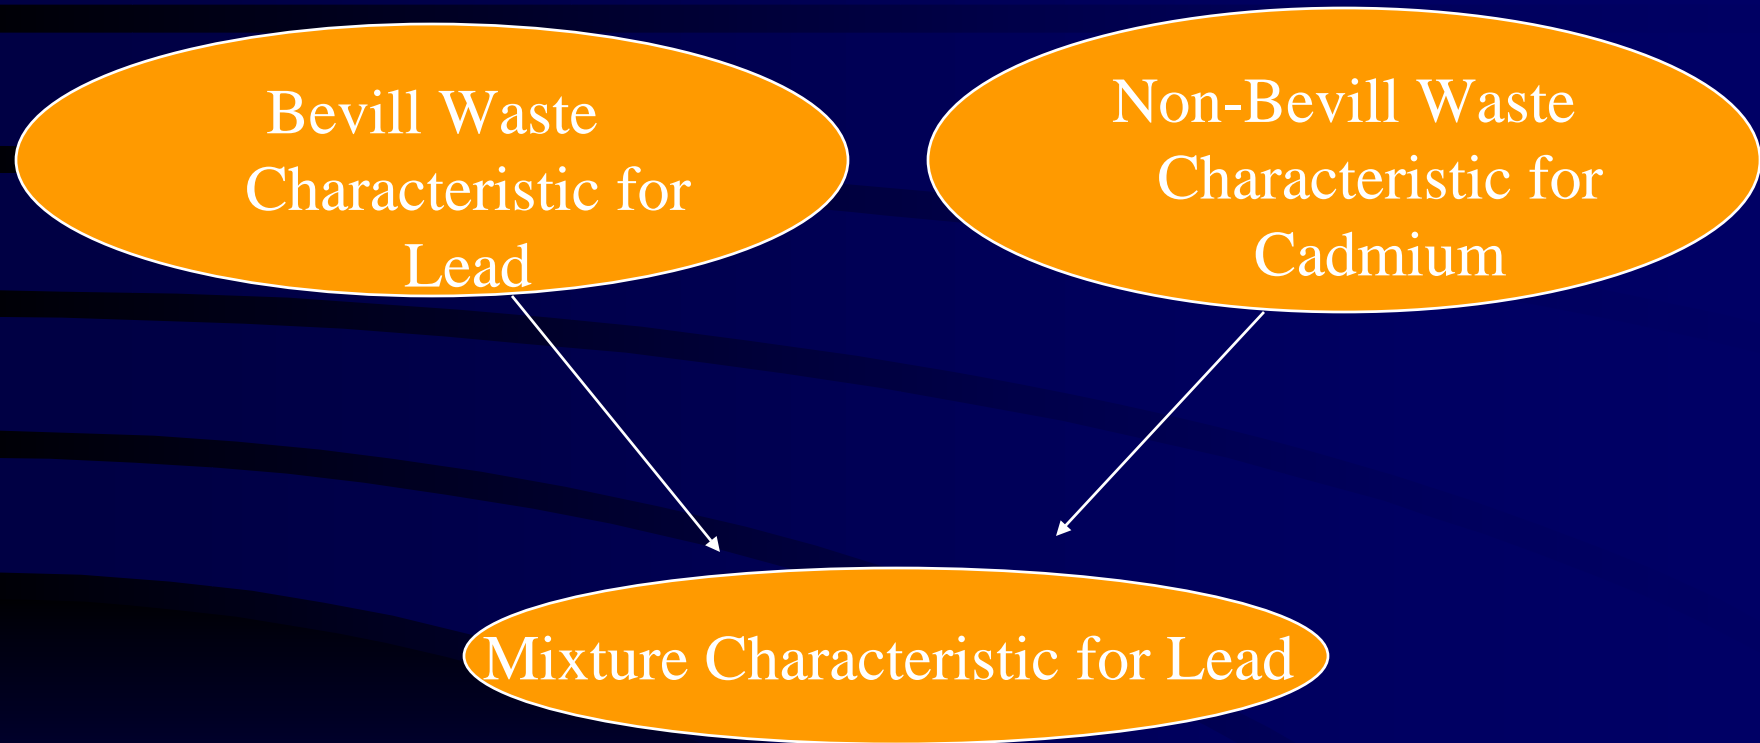 Bevill Waste
Characteristic for
Lead
Non-Bevill Waste
Characteristic for
Cadmium
Mixture Characteristic for Lead